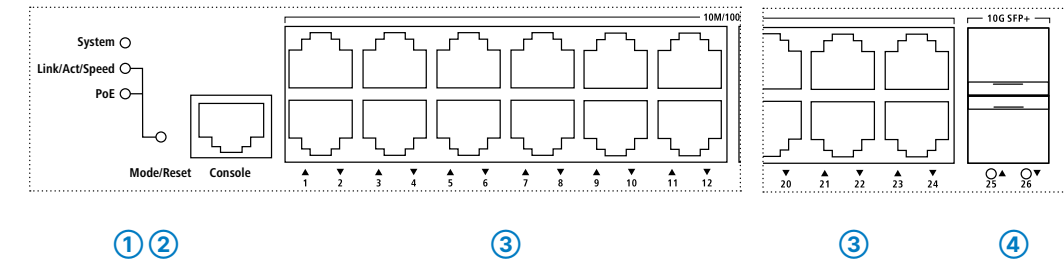 System
Link/Act/Speed
PoE
Mode/Reset
Console
10M/100
▲ 1 ▼ 2 ▲ 3 ▼ 4 ▲ 5 ▼ 6 ▲ 7 ▼ 8 ▲ 9 ▼ 10 ▲ 11 ▼ 12
▼ 20 ▲ 21 ▼ 22 ▲ 23 ▼ 24
10G SFP+
25 ▲ 26 ▼
① ② ③ ③ ④